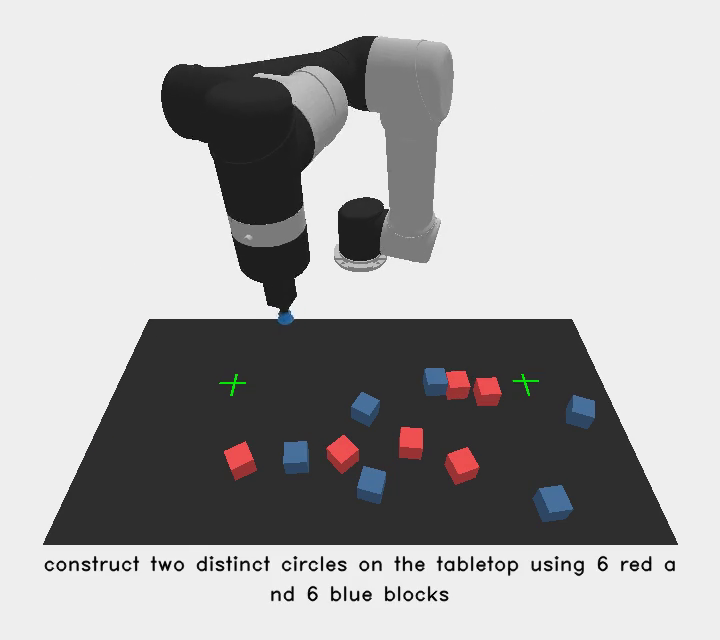 construct two distinct circles on the tabletop using 6 red a
nd 6 blue blocks